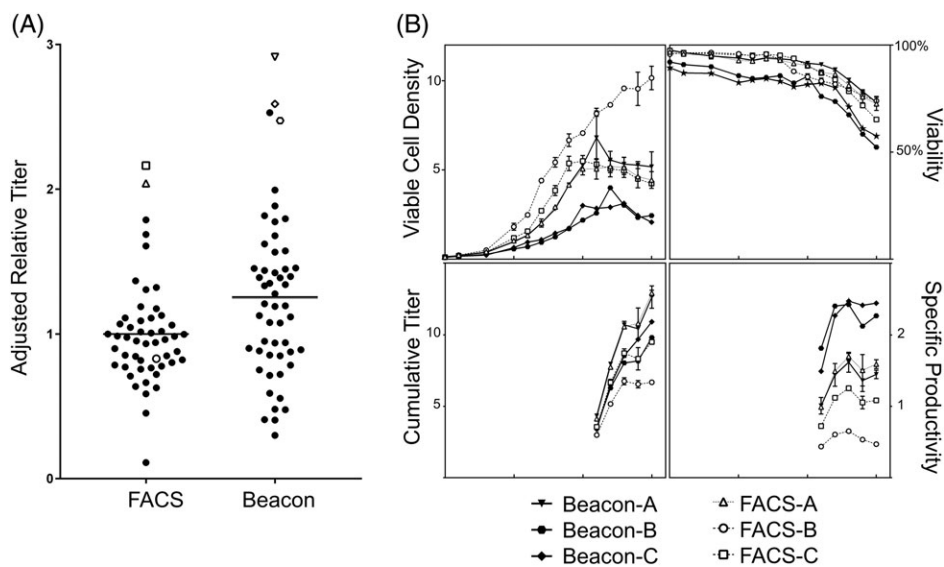 (A)
3
2
1
0
Adjusted Relative Titer
FACS
Beacon
(B)
10
5
Viable Cell Density
100%
50%
Viability
10
5
Cumulative Titer
2
1
Specific Productivity
Beacon-A
Beacon-B
Beacon-C
FACS-A
FACS-B
FACS-C